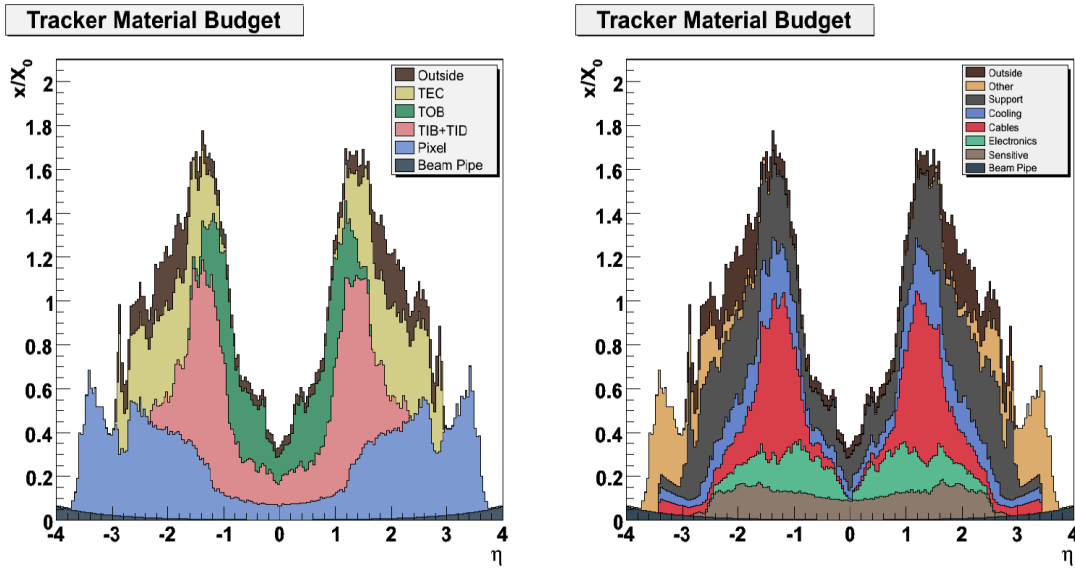 Tracker Material Budget
x/X0
2
1.8
1.6
1.4
1.2
1
0.8
0.6
0.4
0.2
0
-4 -3 -2 -1 0 1 2 3 4
η
Outside
TEC
TOB
TIB+TID
Pixel
Beam Pipe
Tracker Material Budget
x/X0
2
1.8
1.6
1.4
1.2
1
0.8
0.6
0.4
0.2
0
-4 -3 -2 -1 0 1 2 3 4
η
Outside
Other
Support
Cooling
Cables
Electronics
Sensitive
Beam Pipe